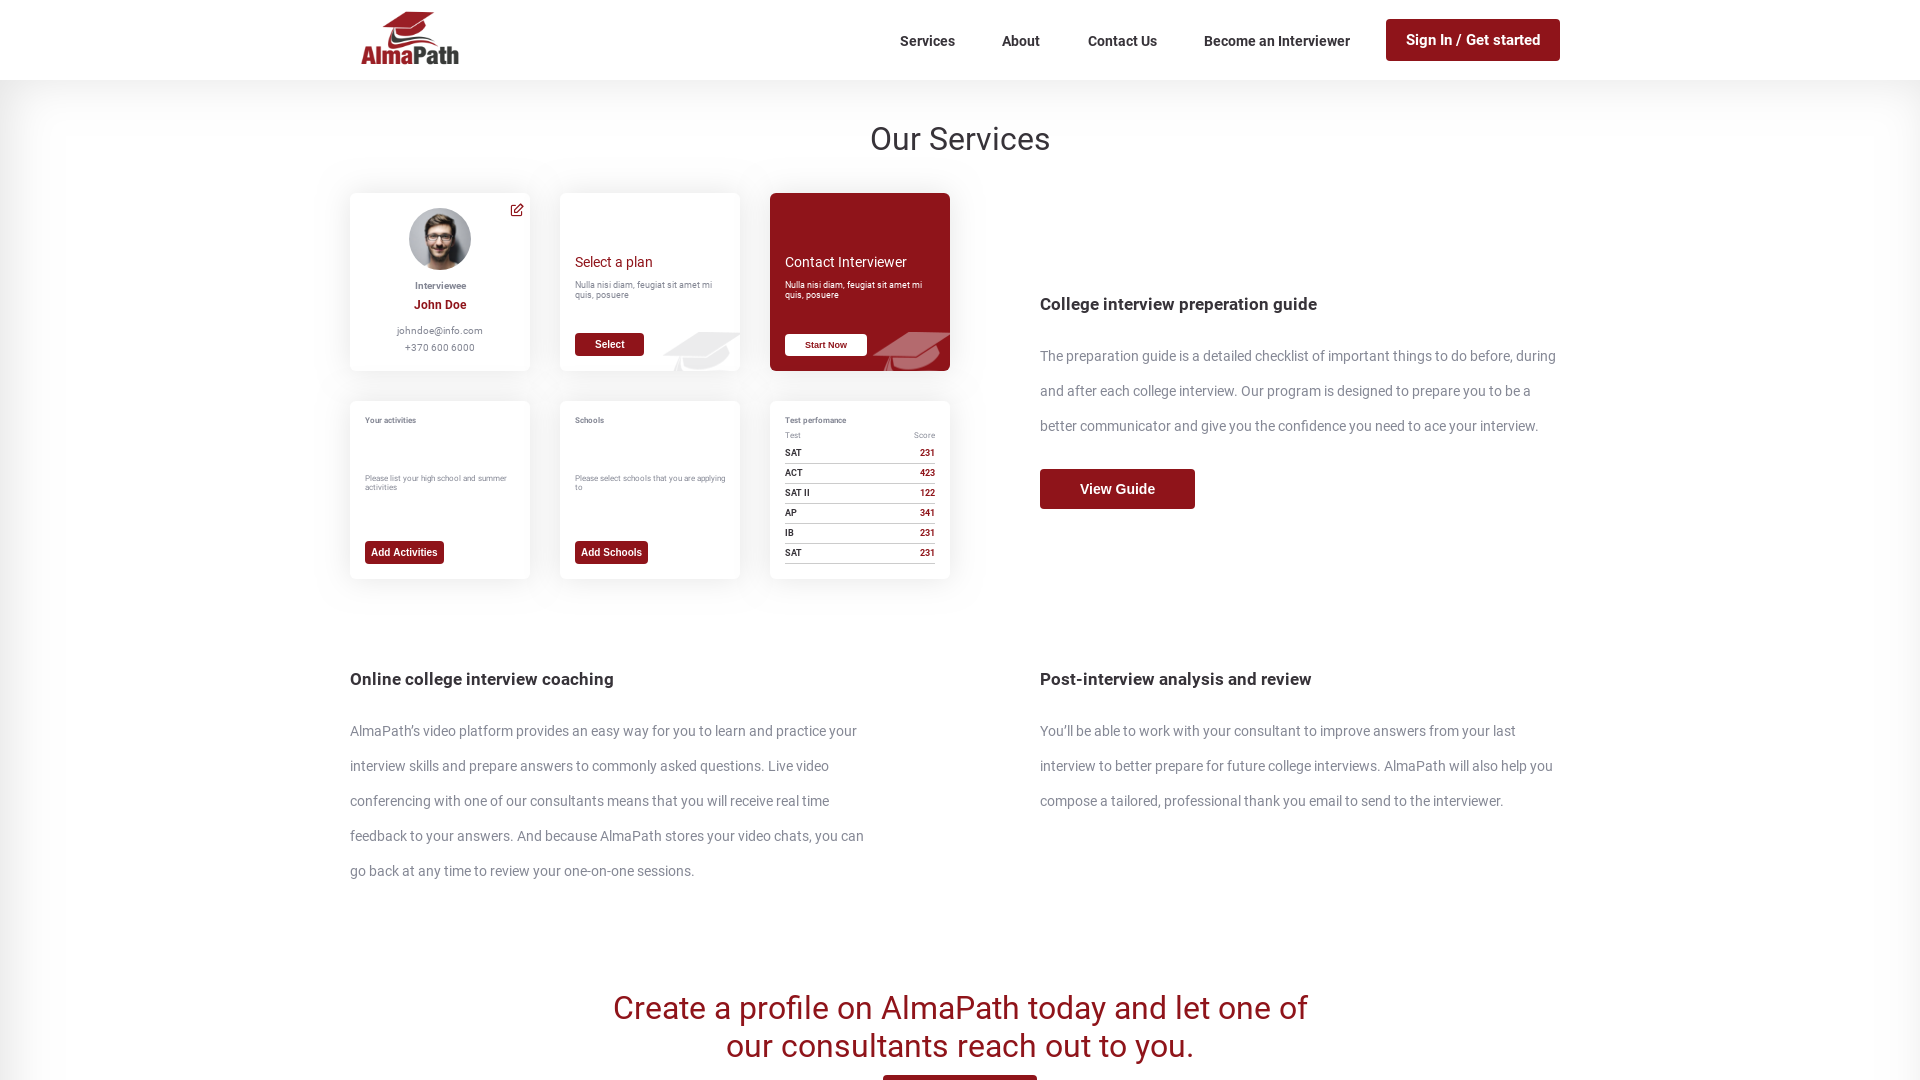 AlmaPath
Services
About
Contact Us
Become an Interviewer
Sign In / Get started
Our Services
Interviewee
John Doe
johndoe@info.com
+370 600 6000
Select a plan
Nulla nisi diam, feugiat sit amet mi
quis, posuere
Select
Contact Interviewer
Nulla nisi diam, feugiat sit amet mi
quis, posuere
Start Now
Your activities
Please list your high school and summer
activities
Add Activities
Schools
Please select schools that you are applying
to
Add Schools
Test perfomance
Test Score
SAT 231
ACT 423
SAT II 122
AP 341
IB 231
SAT 231
College interview preperation guide
The preparation guide is a detailed checklist of important things to do before, during
and after each college interview. Our program is designed to prepare you to be a
better communicator and give you the confidence you need to ace your interview.
View Guide
Online college interview coaching
AlmaPath’s video platform provides an easy way for you to learn and practice your
interview skills and prepare answers to commonly asked questions. Live video
conferencing with one of our consultants means that you will receive real time
feedback to your answers. And because AlmaPath stores your video chats, you can
go back at any time to review your one-on-one sessions.
Post-interview analysis and review
You’ll be able to work with your consultant to improve answers from your last
interview to better prepare for future college interviews. AlmaPath will also help you
compose a tailored, professional thank you email to send to the interviewer.
Create a profile on AlmaPath today and let one of
our consultants reach out to you.